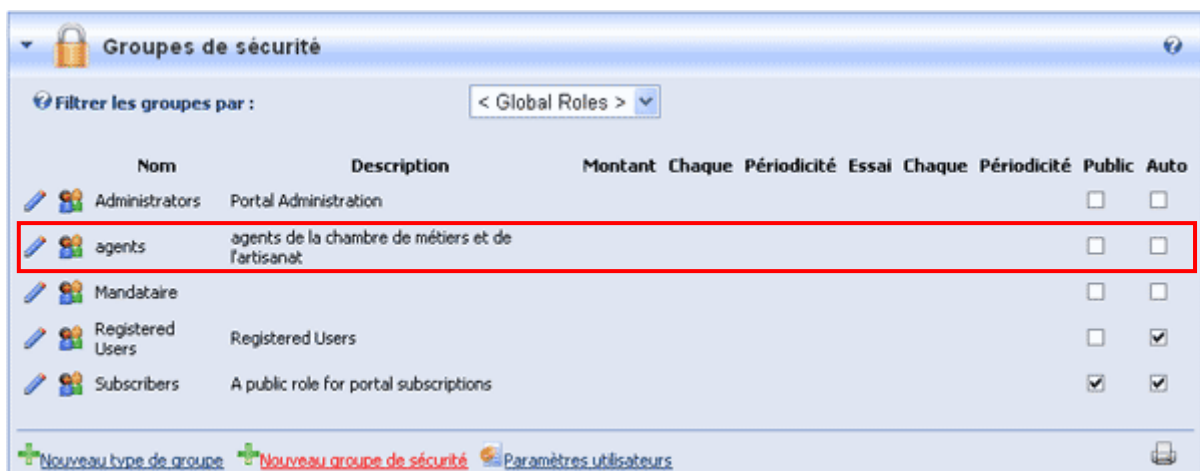 Groupes de sécurité
Filtrer les groupes par :
< Global Roles >
Nom Description Montant Chaque Périodicité Essai Chaque Périodicité Public Auto
Administrators Portal Administration
agents agents de la chambre de métiers et de
l'artisanat
Mandataire
Registered
Users Registered Users
Subscribers A public role for portal subscriptions
Nouveau type de groupe Nouveau groupe de sécurité Paramètres utilisateurs